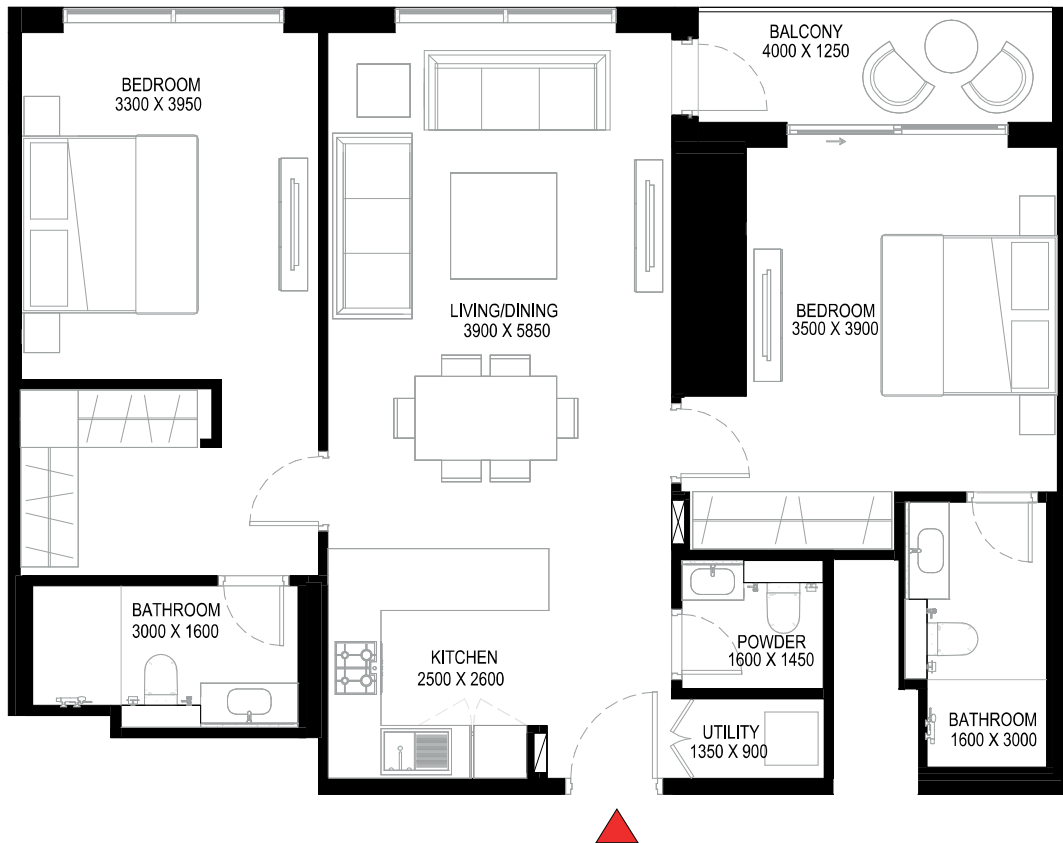 BALCONY
4000 X 1250
BEDROOM
3300 X 3950
LIVING/DINING
3900 X 5850
BEDROOM
3500 X 3900
BATHROOM
3000 X 1600
KITCHEN
2500 X 2600
POWDER
1600 X 1450
UTILITY
1350 X 900
BATHROOM
1600 X 3000